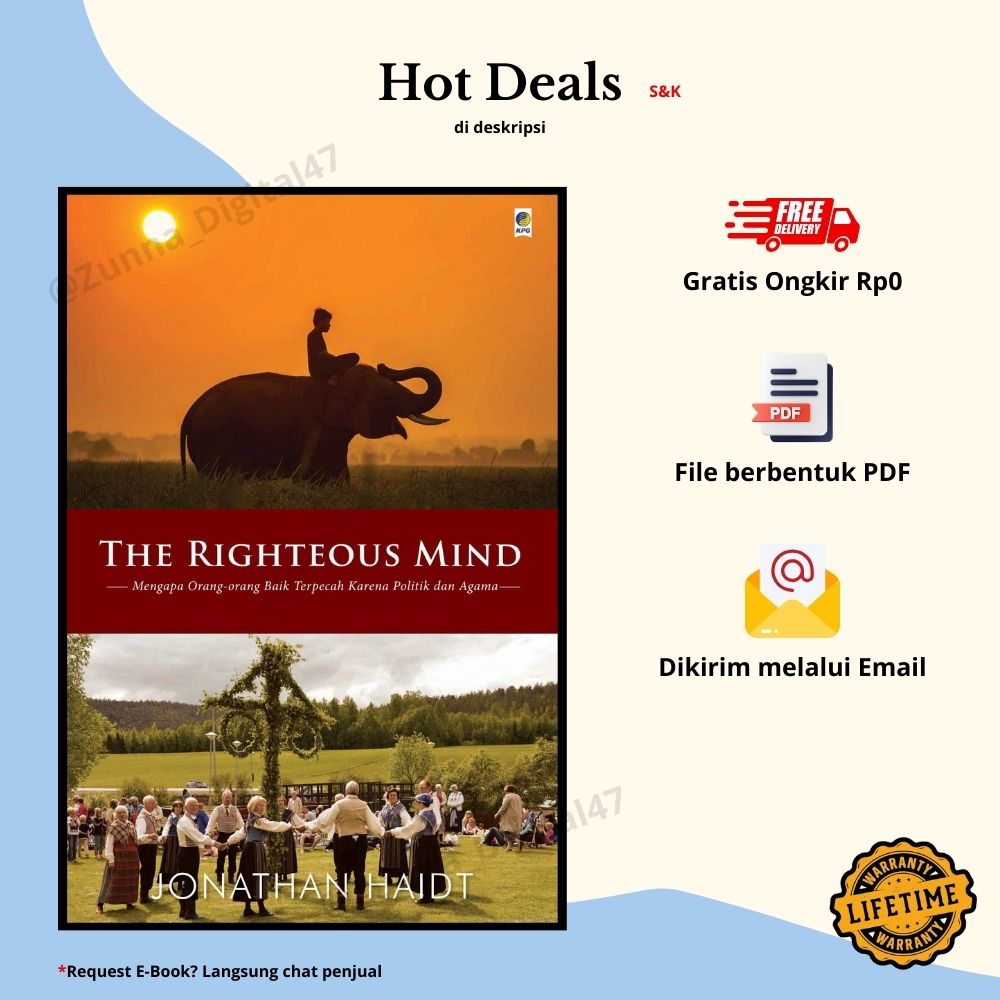 Hot Deals S&K
di deskripsi
@Zunna_Digital47
KPG
THE RIGHTEOUS MIND
Mengapa Orang-orang Baik Terpecah Karena Politik dan Agama
JONATHAN HAIDT
al47
FREE
DELIVERY
Gratis Ongkir Rp0
PDF
File berbentuk PDF
@
Dikirim melalui Email
WARRANTY
LIFETIME
WARRANTY
*Request E-Book? Langsung chat penjual